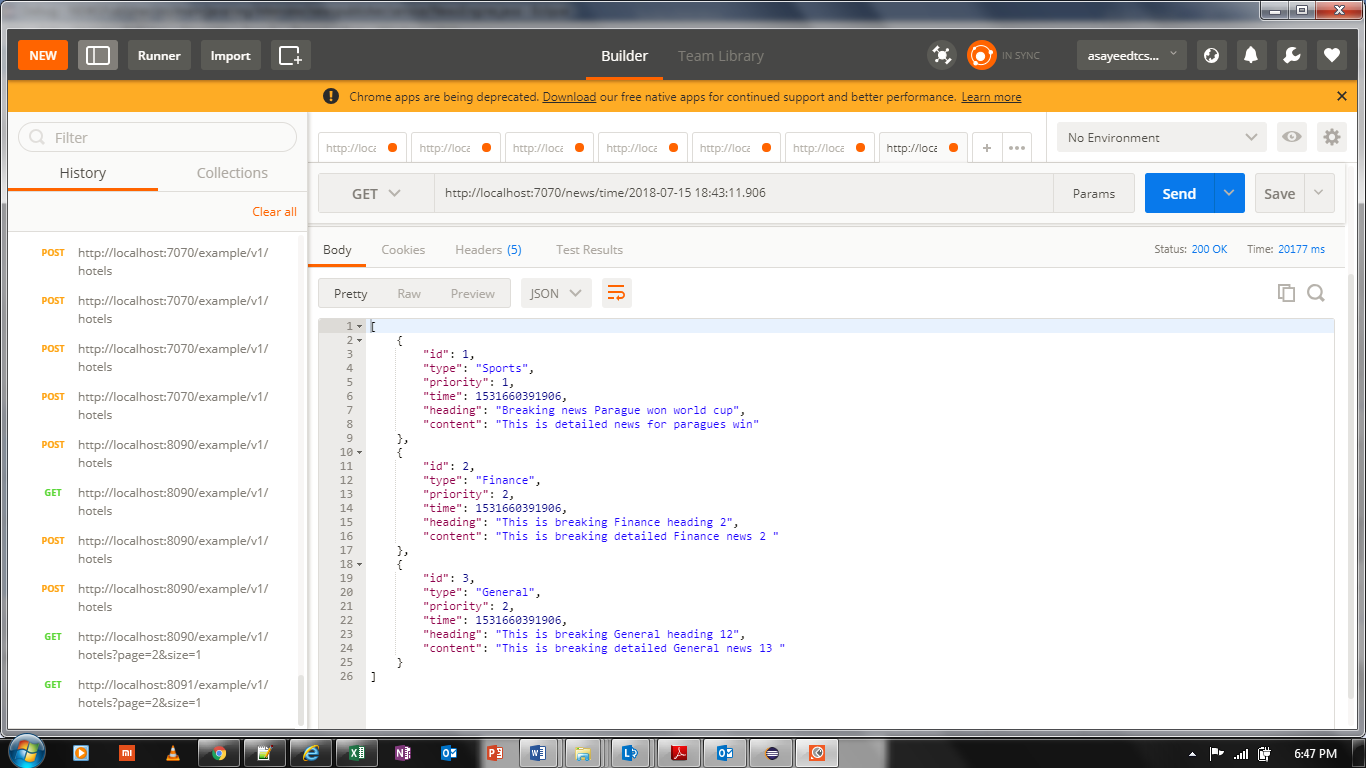 NEW Runner Import Builder Team Library IN SYNC asayeedtcs...
Chrome apps are being deprecated. Download our free native apps for continued support and better performance. Learn more
Filter
History Collections
Clear all
POST http://localhost:7070/example/v1/
hotels
POST http://localhost:7070/example/v1/
hotels
POST http://localhost:7070/example/v1/
hotels
POST http://localhost:7070/example/v1/
hotels
POST http://localhost:8090/example/v1/
hotels
GET http://localhost:8090/example/v1/
hotels
POST http://localhost:8090/example/v1/
hotels
POST http://localhost:8090/example/v1/
hotels
GET http://localhost:8090/example/v1/
hotels?page=2&size=1
GET http://localhost:8091/example/v1/
hotels?page=2&size=1
http://loca http://loca http://loca http://loca http://loca http://loca http://loca + •••
No Environment
GET http://localhost:7070/news/time/2018-07-15 18:43:11.906 Params Send Save
Body Cookies Headers (5) Test Results Status: 200 OK Time: 20177 ms
Pretty Raw Preview JSON
1 [
2 {
3 "id": 1,
4 "type": "Sports",
5 "priority": 1,
6 "time": 1531660391906,
7 "heading": "Breaking news Parague won world cup",
8 "content": "This is detailed news for paragues win"
9 },
10 {
11 "id": 2,
12 "type": "Finance",
13 "priority": 2,
14 "time": 1531660391906,
15 "heading": "This is breaking Finance heading 2",
16 "content": "This is breaking detailed Finance news 2 "
17 },
18 {
19 "id": 3,
20 "type": "General",
21 "priority": 2,
22 "time": 1531660391906,
23 "heading": "This is breaking General heading 12",
24 "content": "This is breaking detailed General news 13 "
25 }
26 ]
6:47 PM